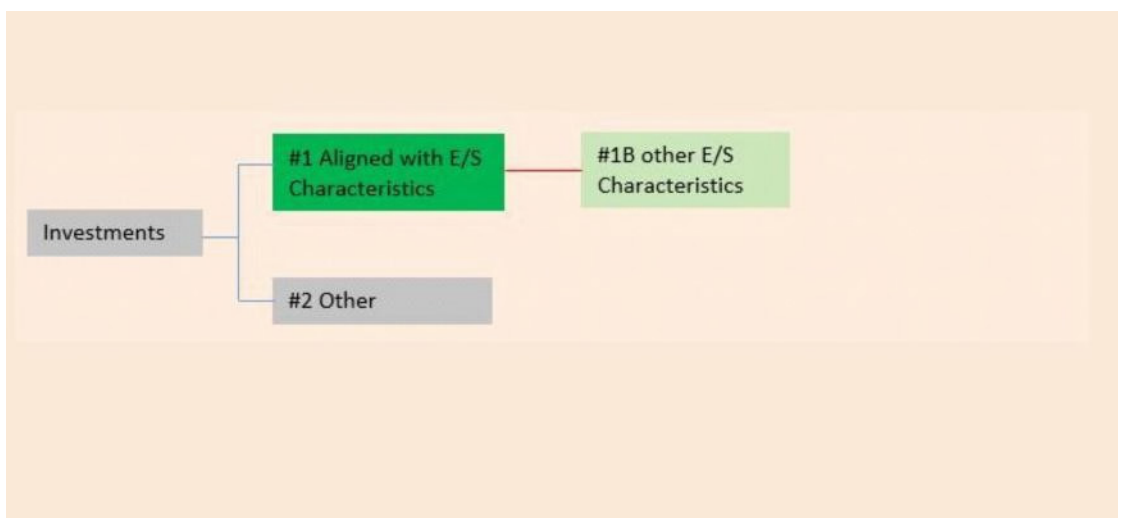 #1 Aligned with E/S
Characteristics
#1B other E/S
Characteristics
Investments
#2 Other